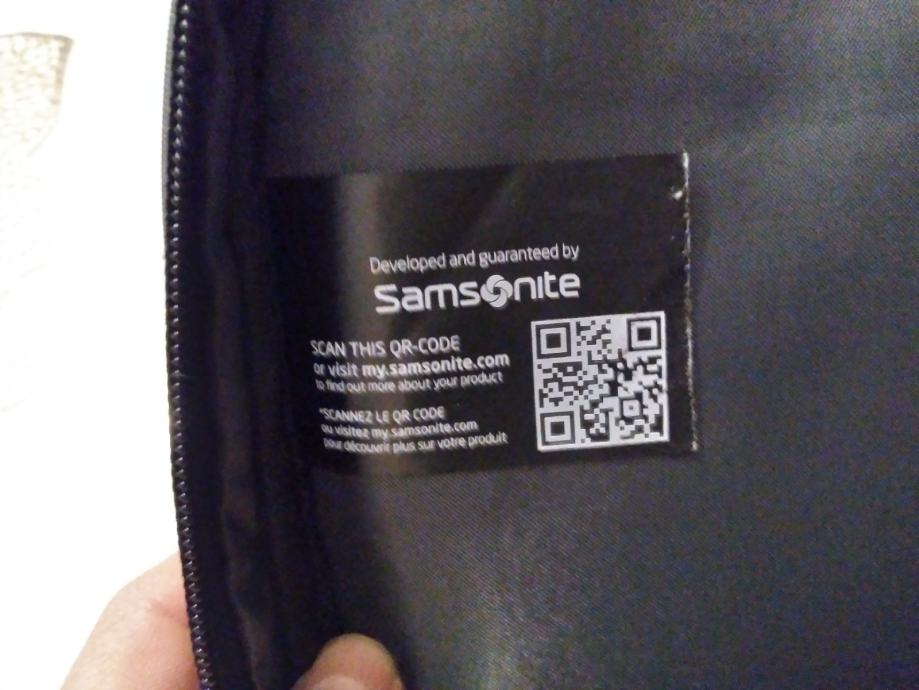 Developed and guaranteed by
Samsonite
SCAN THIS QR-CODE
or visit my.samsonite.com
to find out more about your product
"SCANNEZ LE QR CODE
ou visitez my.samsonite.com
pour découvrir plus sur votre produit